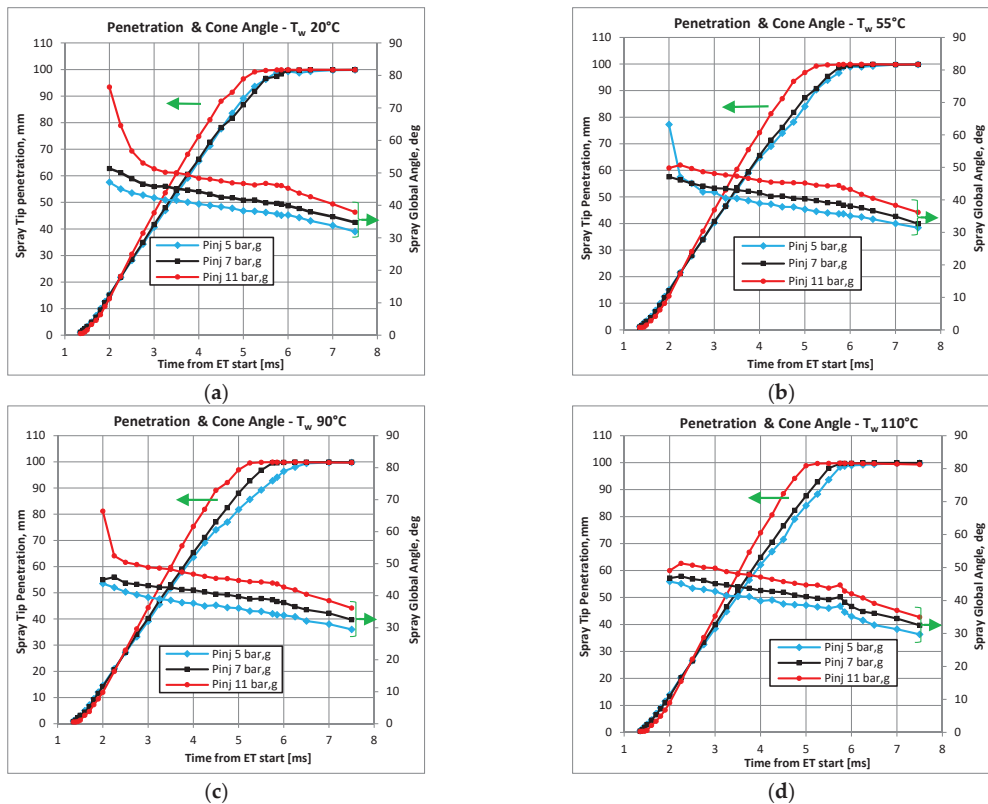 Penetration & Cone Angle - Tw 20°C
Spray Tip Penetration, mm
110
100
90
80
70
60
50
40
30
20
10
0
90
80
70
60
50
40
30
20
10
0
Spray Global Angle, deg
Pinj 5 bar,g
Pinj 7 bar,g
Pinj 11 bar,g
1 2 3 4 5 6 7 8
Time from ET start [ms]
(a)
Penetration & Cone Angle - Tw 55°C
Spray Tip Penetration, mm
110
100
90
80
70
60
50
40
30
20
10
0
90
80
70
60
50
40
30
20
10
0
Spray Global Angle, deg
Pinj 5 bar,g
Pinj 7 bar,g
Pinj 11 bar,g
1 2 3 4 5 6 7 8
Time from ET start [ms]
(b)
Penetration & Cone Angle - Tw 90°C
Spray Tip Penetration, mm
110
100
90
80
70
60
50
40
30
20
10
0
90
80
70
60
50
40
30
20
10
0
Spray Global Angle, deg
Pinj 5 bar,g
Pinj 7 bar,g
Pinj 11 bar,g
1 2 3 4 5 6 7 8
Time from ET start [ms]
(c)
Penetration & Cone Angle - Tw 110°C
Spray Tip Penetration,mm
110
100
90
80
70
60
50
40
30
20
10
0
90
80
70
60
50
40
30
20
10
0
Spray Global Angle, deg
Pinj 5 bar,g
Pinj 7 bar,g
Pinj 11 bar,g
1 2 3 4 5 6 7 8
Time from ET start [ms]
(d)